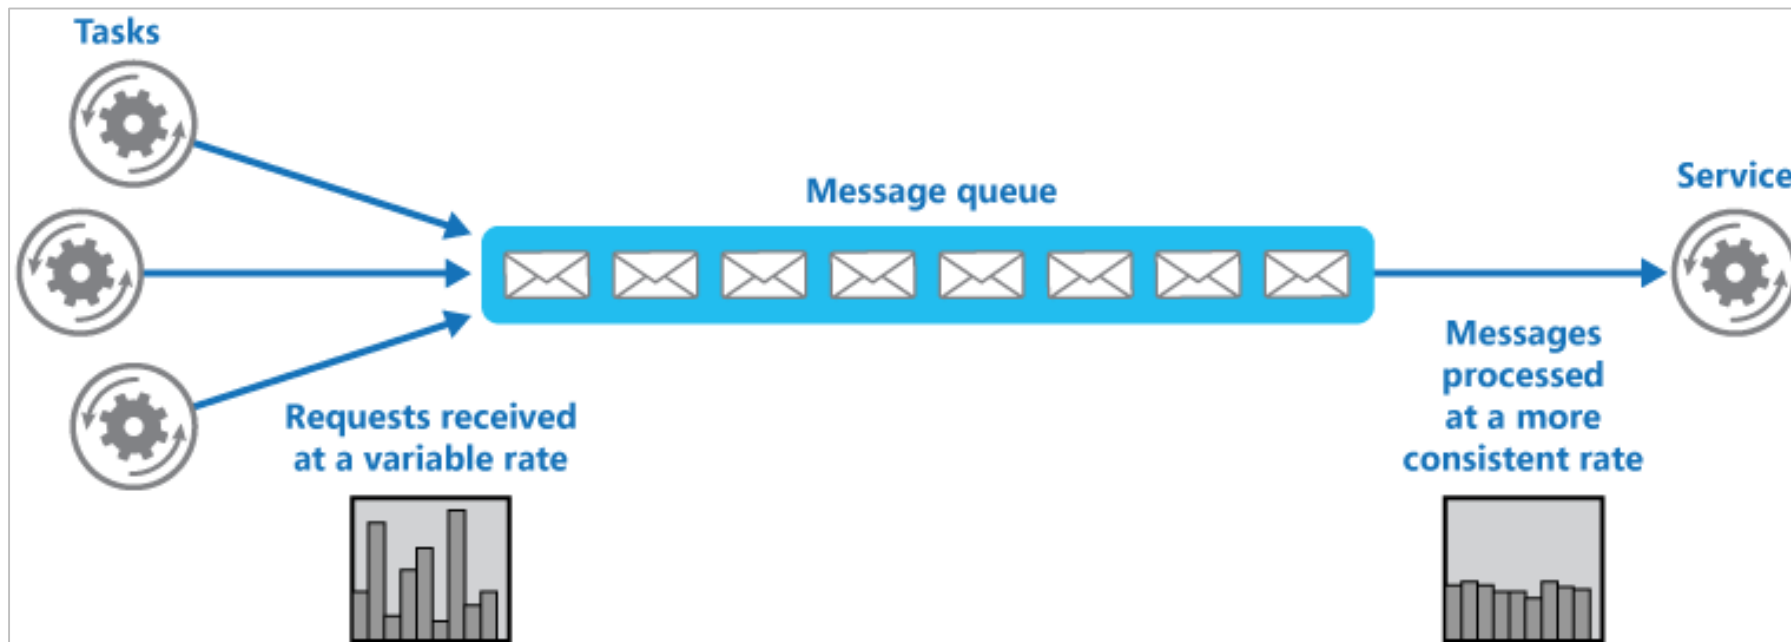 Tasks
Message queue
Service
Requests received
at a variable rate
Messages
processed
at a more
consistent rate